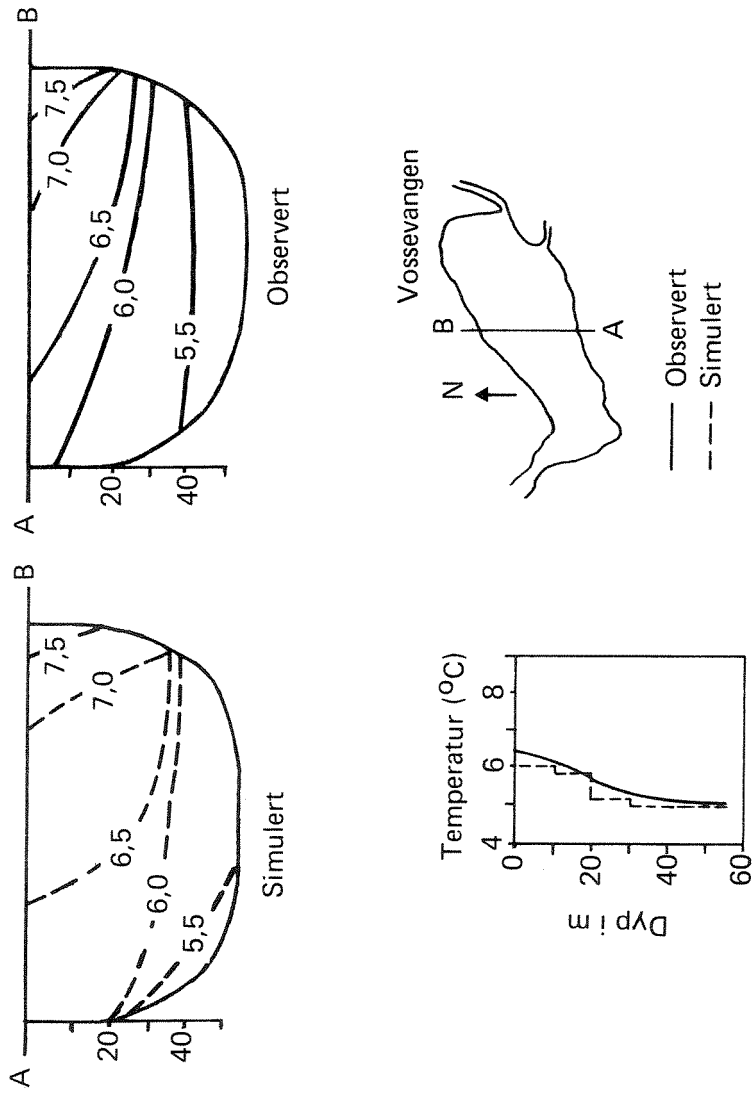 A B
7,5
7,0
6,5
6,0
5,5
20
40
Simulert
A B
7,5
7,0
6,5
6,0
5,5
20
40
Observert
Temperatur (°C)
4 6 8
0
20
40
60
Dyp i m
Vossevangen
N
B
A
Observert
Simulert